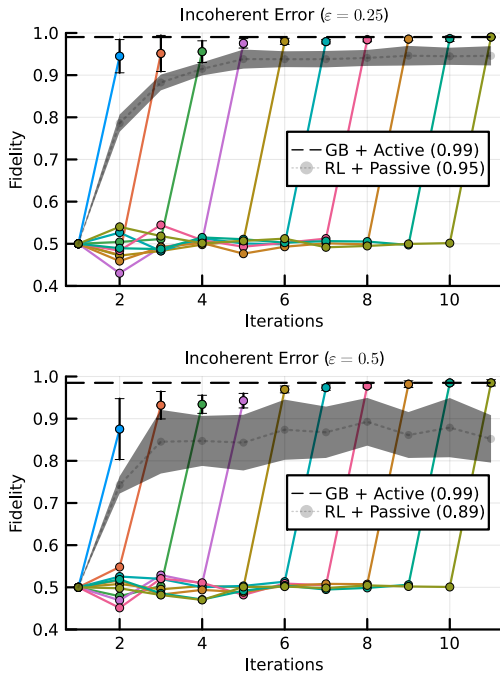 Incoherent Error (ε = 0.25)
1.0
0.9
0.8
0.7
0.6
0.5
0.4
Fidelity
GB + Active (0.99)
RL + Passive (0.95)
2 4 6 8 10
Iterations
Incoherent Error (ε = 0.5)
1.0
0.9
0.8
0.7
0.6
0.5
0.4
Fidelity
GB + Active (0.99)
RL + Passive (0.89)
2 4 6 8 10
Iterations